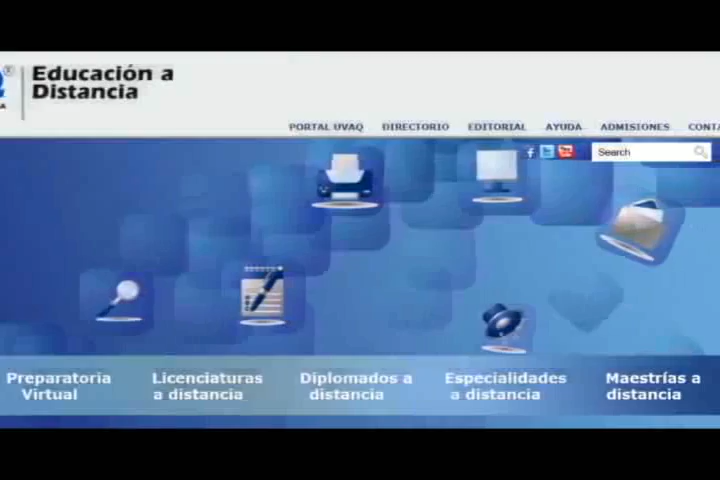 Educación a
Distancia
PORTAL UVAQ DIRECTORIO EDITORIAL AYUDA ADMISIONES CONTA
Search
Preparatoria
Virtual
Licenciaturas
a distancia
Diplomados a
distancia
Especialidades
a distancia
Maestrías a
distancia